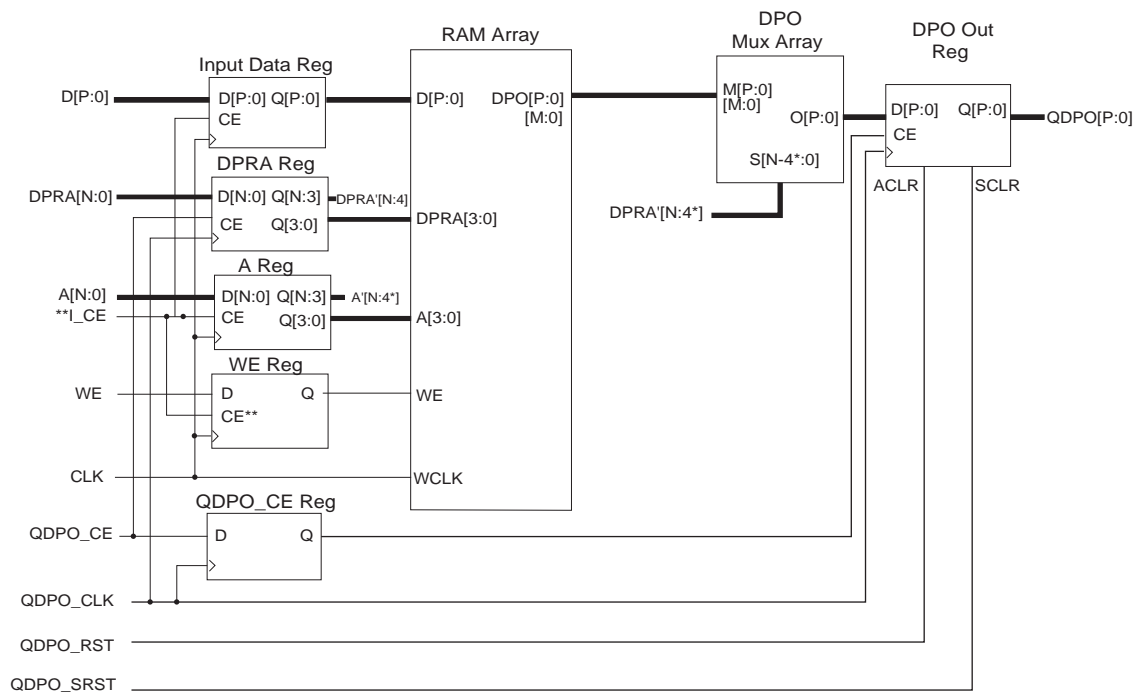 RAM Array
DPO
Mux Array
DPO Out
Reg
Input Data Reg
D[P:0]
D[P:0] Q[P:0]
CE
D[P:0]
DPO[P:0]
[M:0]
M[P:0]
[M:0]
O[P:0]
S[N-4*:0]
D[P:0] Q[P:0]
CE
QDPO[P:0]
ACLR
SCLR
DPRA Reg
DPRA[N:0]
D[N:0] Q[N:3]
DPRA'[N:4]
CE
Q[3:0]
DPRA[3:0]
DPRA'[N:4*]
A Reg
A[N:0]
D[N:0] Q[N:3]
A'[N:4*]
**I_CE
CE
Q[3:0]
A[3:0]
WE Reg
WE
D Q
WE
CE**
CLK
WCLK
QDPO_CE Reg
QDPO_CE
D Q
QDPO_CLK
QDPO_RST
QDPO_SRST